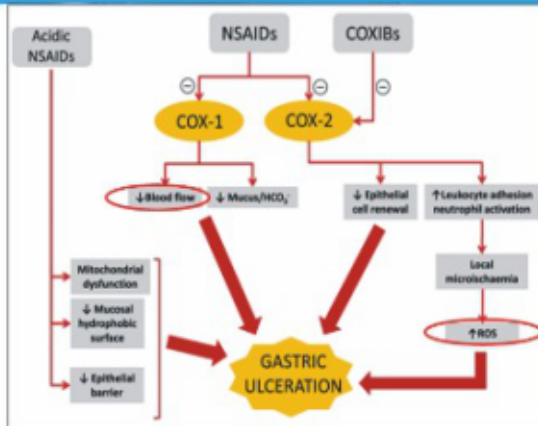 Acidic
NSAIDs
NSAIDs
COXIBs
⊖
⊖
⊖
COX-1
COX-2
↓Blood flow
↓ Mucus/HCO₃⁻
↓ Epithelial
cell renewal
↑Leukocyte adhesion
neutrophil activation
Mitochondrial
dysfunction
↓ Mucosal
hydrophobic
surface
↓ Epithelial
barrier
Local
microischaemia
↑ROS
GASTRIC
ULCERATION